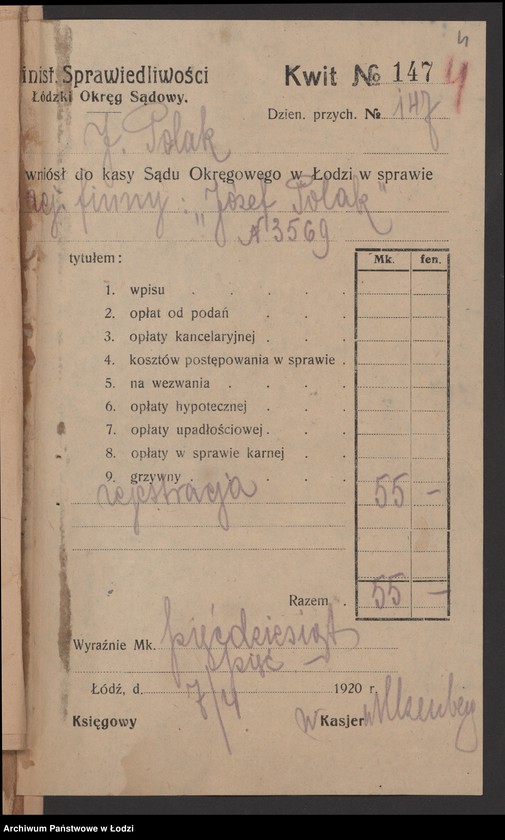 inist. Sprawiedliwości
Łódzki Okręg Sądowy.
Kwit № 147
4
Dzien. przych. № 147
J. Polak
wniósł do kasy Sądu Okręgowego w Łodzi w sprawie
firmy: „Josef Polak"
№ 3569
tytułem:
Mk. fen.
1. wpisu
2. opłat od podań
3. opłaty kancelaryjnej
4. kosztów postępowania w sprawie
5. na wezwania
6. opłaty hypotecznej
7. opłaty upadłościowej
8. opłaty w sprawie karnej
9. grzywny
rejestracja 55 —
Razem 55 —
Wyraźnie Mk. pięćdziesiąt
pięć —
Łódź, d. 7/4 1920 r.
Księgowy Kasjer
Archiwum Państwowe w Łodzi